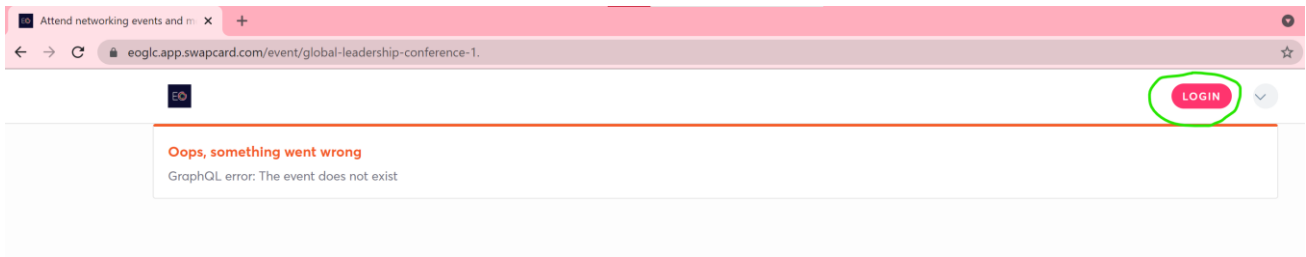 Attend networking events and m
eoglc.app.swapcard.com/event/global-leadership-conference-1.
EO
LOGIN
Oops, something went wrong
GraphQL error: The event does not exist